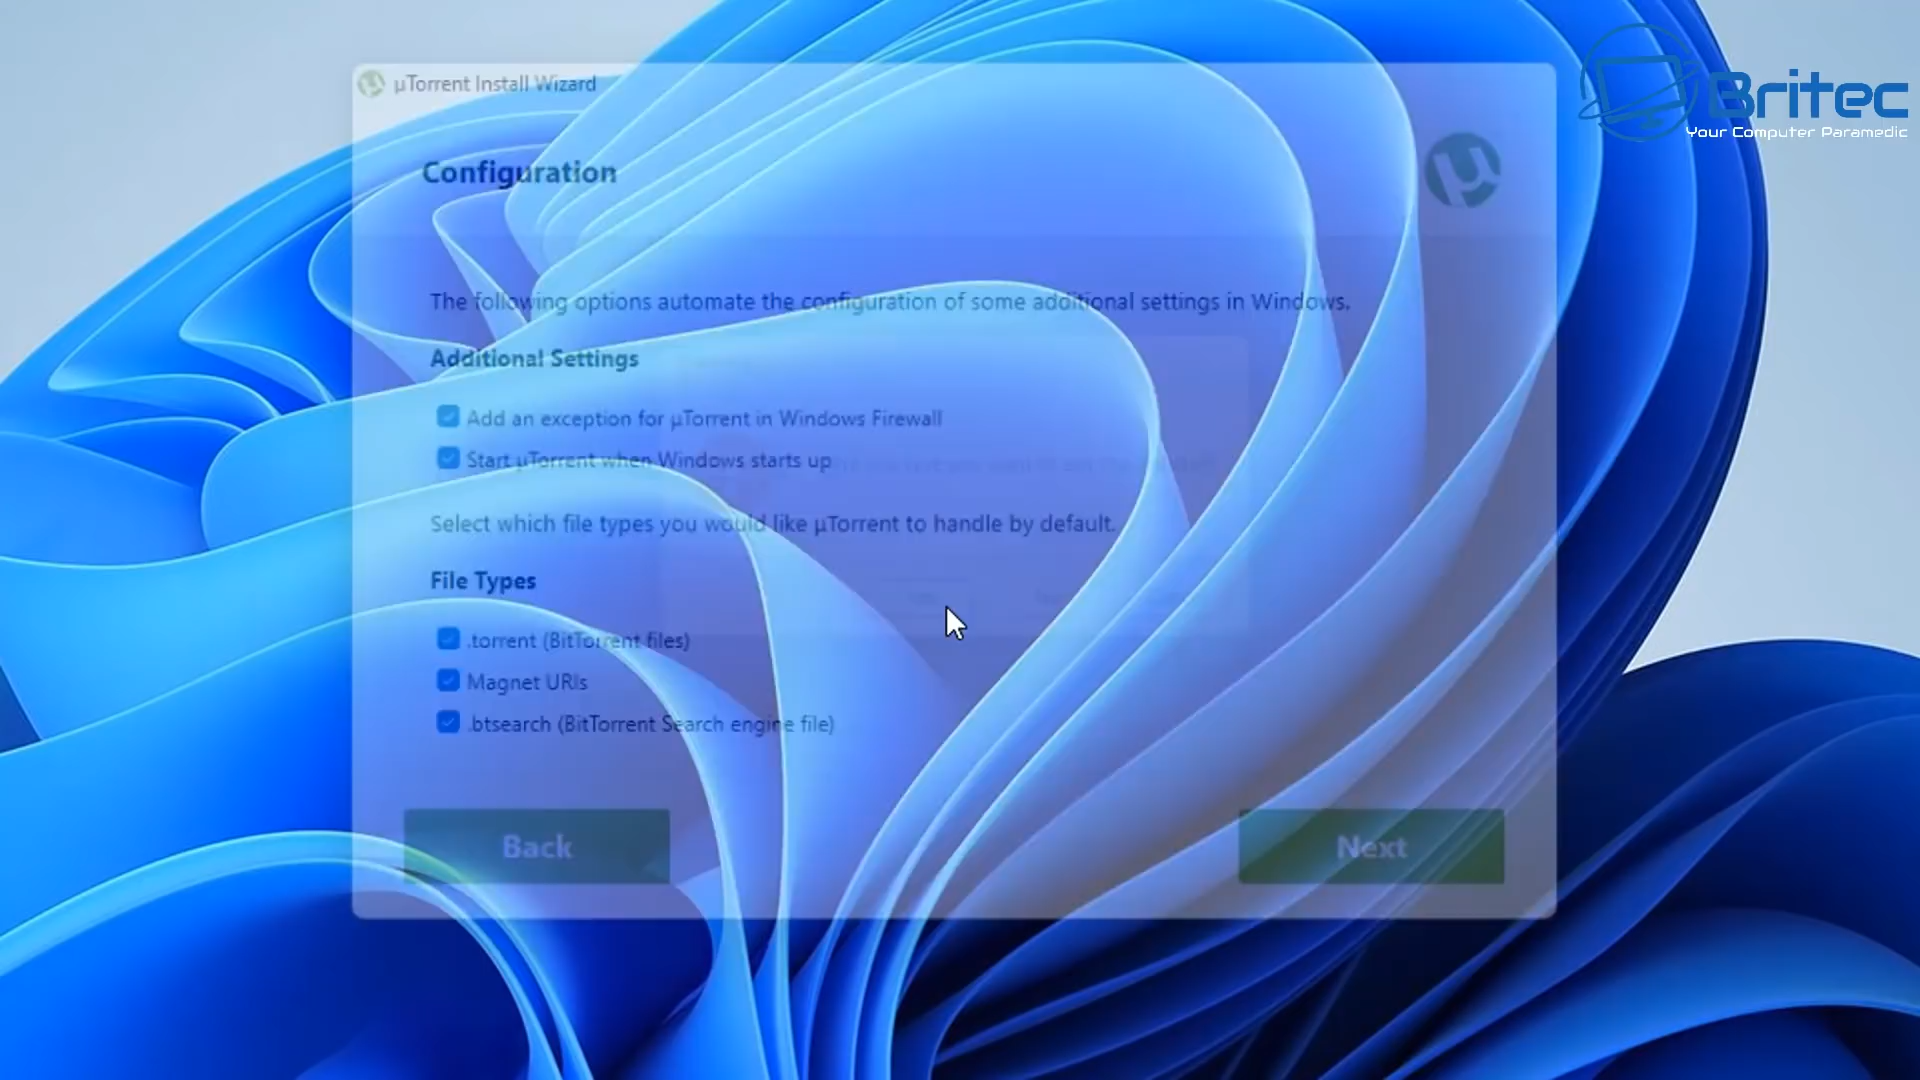 µTorrent Install Wizard
Britec
Your Computer Paramedic
Configuration
The following options automate the configuration of some additional settings in Windows.
Additional Settings
Add an exception for µTorrent in Windows Firewall
Start µTorrent when Windows starts up
Select which file types you would like µTorrent to handle by default.
File Types
.torrent (BitTorrent files)
Magnet URIs
.btsearch (BitTorrent Search engine file)
Back
Next